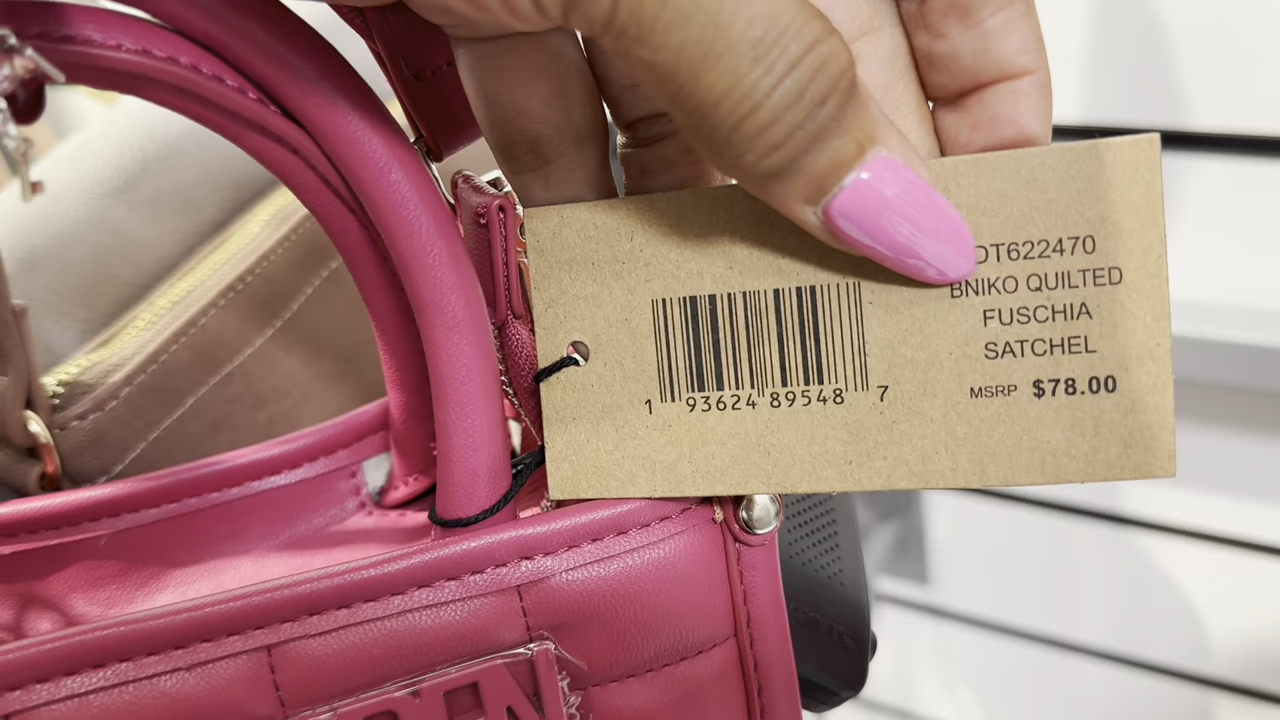 DT622470
BNIKO QUILTED
FUSCHIA
SATCHEL
MSRP $78.00
1 93624 89548 7